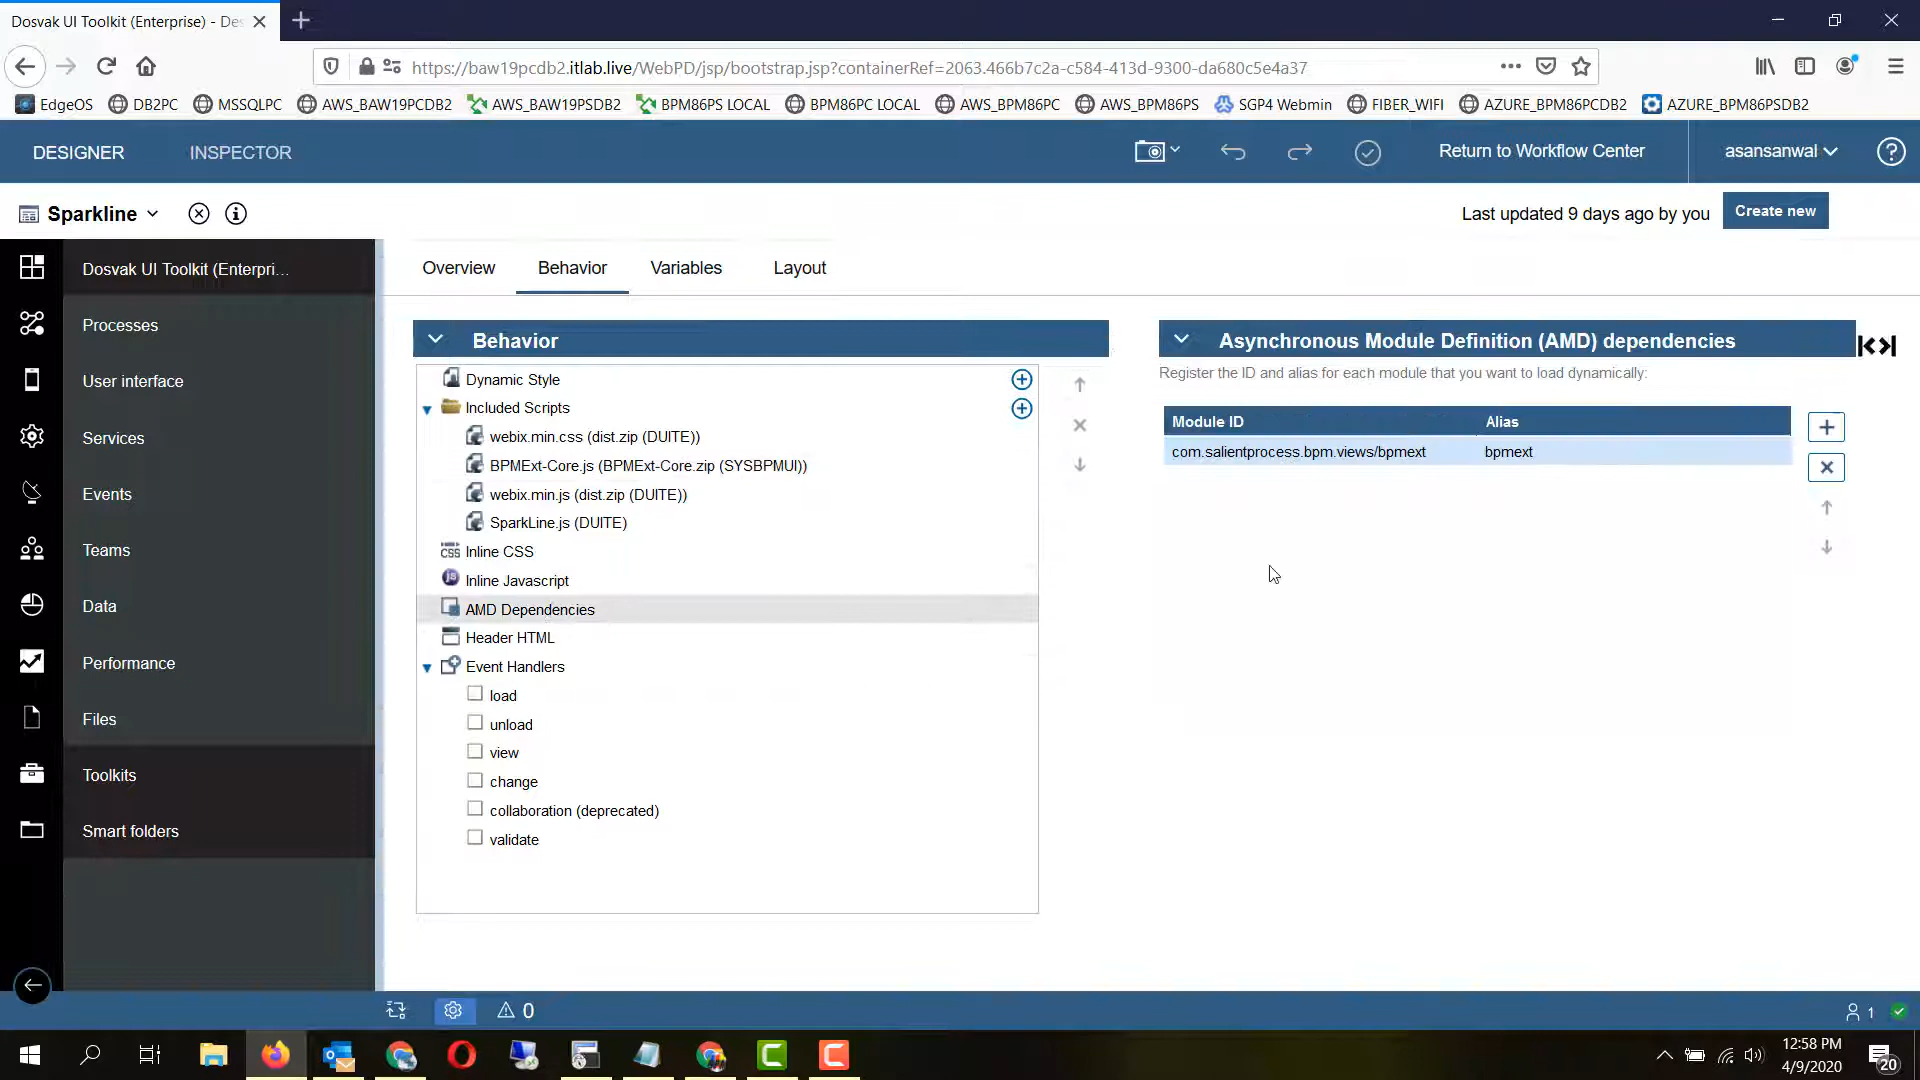 Dosvak UI Toolkit (Enterprise) - Des
https://baw19pcdb2.itlab.live/WebPD/jsp/bootstrap.jsp?containerRef=2063.466b7c2a-c584-413d-9300-da680c5e4a37
EdgeOS DB2PC MSSQLPC AWS_BAW19PCDB2 AWS_BAW19PSDB2 BPM86PS LOCAL BPM86PC LOCAL AWS_BPM86PC AWS_BPM86PS SGP4 Webmin FIBER_WIFI AZURE_BPM86PCDB2 AZURE_BPM86PSDB2
DESIGNER INSPECTOR Return to Workflow Center asansanwal
Sparkline Last updated 9 days ago by you Create new
Dosvak UI Toolkit (Enterpri...
Processes
User interface
Services
Events
Teams
Data
Performance
Files
Toolkits
Smart folders
Overview Behavior Variables Layout
Behavior
Dynamic Style
Included Scripts
webix.min.css (dist.zip (DUITE))
BPMExt-Core.js (BPMExt-Core.zip (SYSBPMUI))
webix.min.js (dist.zip (DUITE))
SparkLine.js (DUITE)
CSS Inline CSS
js Inline Javascript
AMD Dependencies
Header HTML
Event Handlers
load
unload
view
change
collaboration (deprecated)
validate
Asynchronous Module Definition (AMD) dependencies
Register the ID and alias for each module that you want to load dynamically:
Module ID Alias
com.salientprocess.bpm.views/bpmext bpmext
0
1
12:58 PM
4/9/2020
20